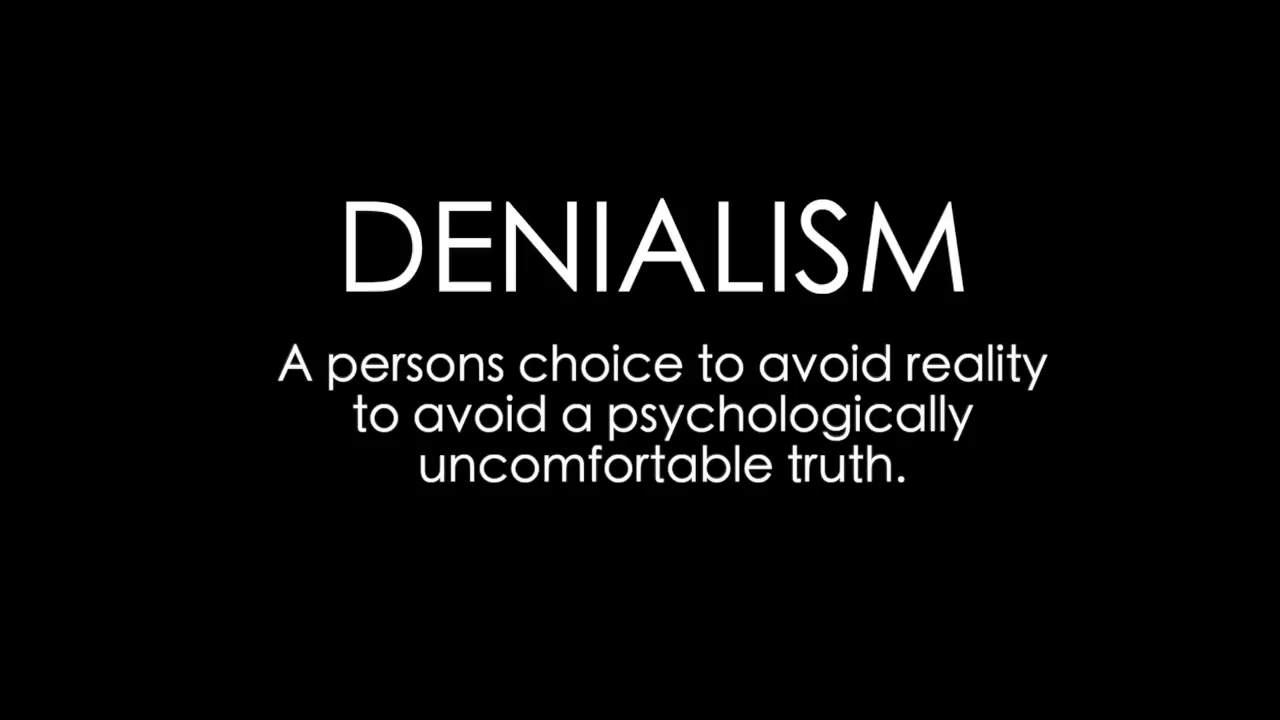 DENIALISM
A persons choice to avoid reality
to avoid a psychologically
uncomfortable truth.